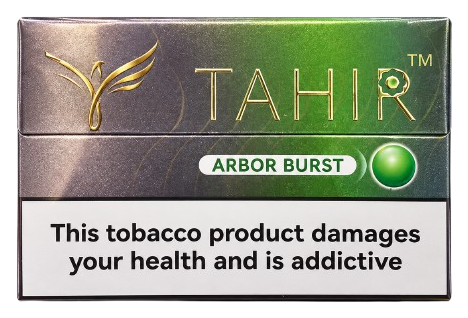 TAHIR™
ARBOR BURST
This tobacco product damages
your health and is addictive